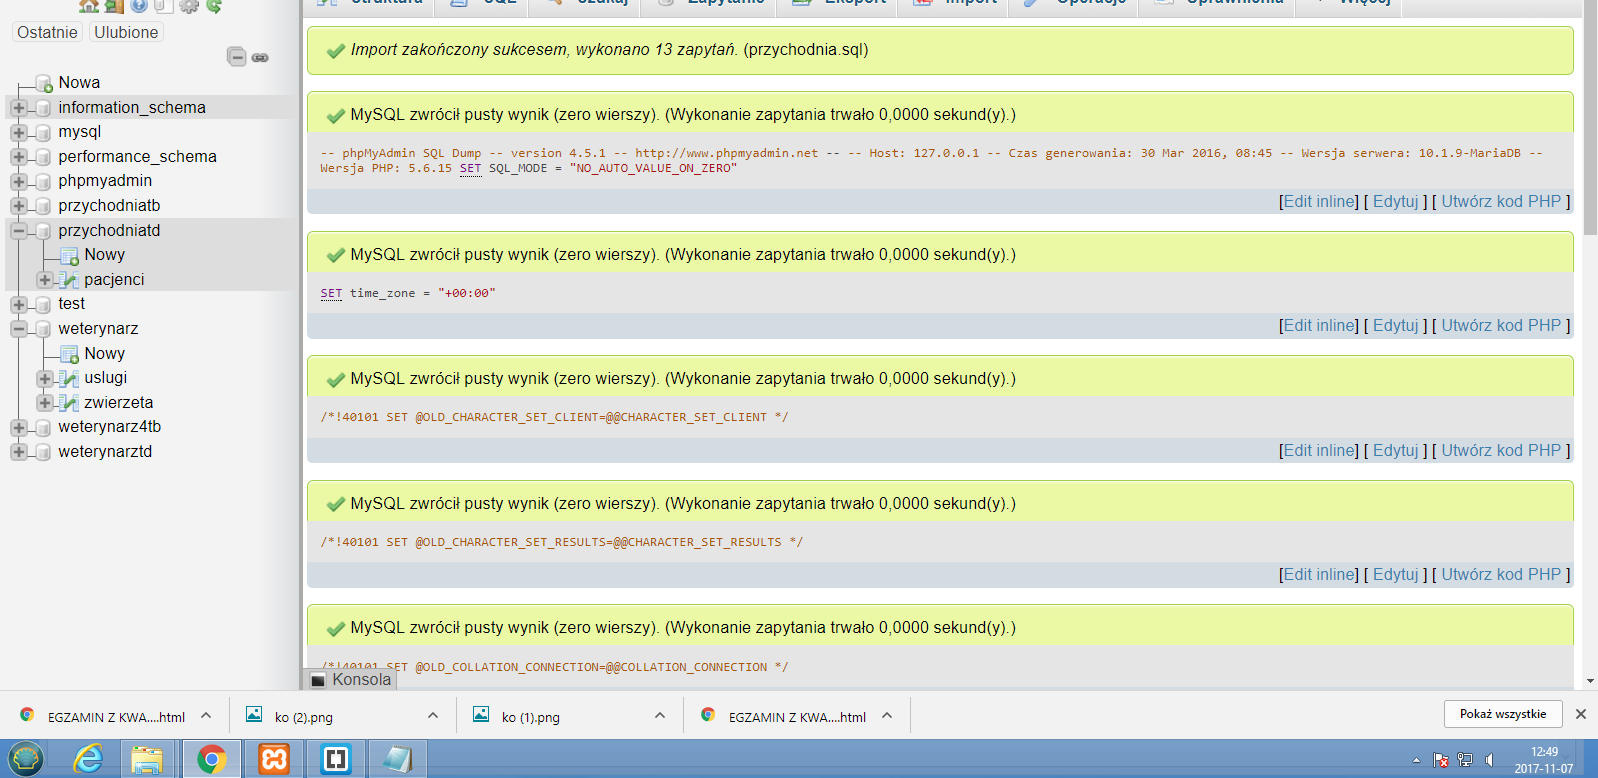 Struktura SQL Szukaj Zapytanie Eksport Import Operacje Uprawnienia Więcej
Ostatnie Ulubione
Nowa
information_schema
mysql
performance_schema
phpmyadmin
przychodniatb
przychodniatd
Nowy
pacjenci
test
weterynarz
Nowy
uslugi
zwierzeta
weterynarz4tb
weterynarztd
Import zakończony sukcesem, wykonano 13 zapytań. (przychodnia.sql)
MySQL zwrócił pusty wynik (zero wierszy). (Wykonanie zapytania trwało 0,0000 sekund(y).)
-- phpMyAdmin SQL Dump -- version 4.5.1 -- http://www.phpmyadmin.net -- -- Host: 127.0.0.1 -- Czas generowania: 30 Mar 2016, 08:45 -- Wersja serwera: 10.1.9-MariaDB --
Wersja PHP: 5.6.15 SET SQL_MODE = "NO_AUTO_VALUE_ON_ZERO"
[Edit inline] [ Edytuj ] [ Utwórz kod PHP ]
MySQL zwrócił pusty wynik (zero wierszy). (Wykonanie zapytania trwało 0,0000 sekund(y).)
SET time_zone = "+00:00"
[Edit inline] [ Edytuj ] [ Utwórz kod PHP ]
MySQL zwrócił pusty wynik (zero wierszy). (Wykonanie zapytania trwało 0,0000 sekund(y).)
/*!40101 SET @OLD_CHARACTER_SET_CLIENT=@@CHARACTER_SET_CLIENT */
[Edit inline] [ Edytuj ] [ Utwórz kod PHP ]
MySQL zwrócił pusty wynik (zero wierszy). (Wykonanie zapytania trwało 0,0000 sekund(y).)
/*!40101 SET @OLD_CHARACTER_SET_RESULTS=@@CHARACTER_SET_RESULTS */
[Edit inline] [ Edytuj ] [ Utwórz kod PHP ]
MySQL zwrócił pusty wynik (zero wierszy). (Wykonanie zapytania trwało 0,0000 sekund(y).)
/*!40101 SET @OLD_COLLATION_CONNECTION=@@COLLATION_CONNECTION */
Konsola
EGZAMIN Z KWA....html ko (2).png ko (1).png EGZAMIN Z KWA....html Pokaż wszystkie
12:49
2017-11-07